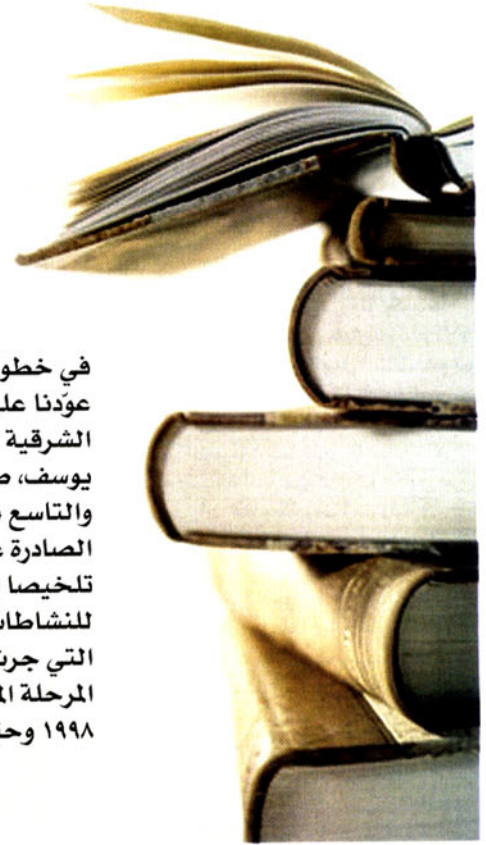 في خطو
عوّدنا عل
الشرقية
يوسف، ص
والتاسع
الصادرة ع
تلخيصا
للنشاطات
التي جرت
المرحلة الم
١٩٩٨ وحت